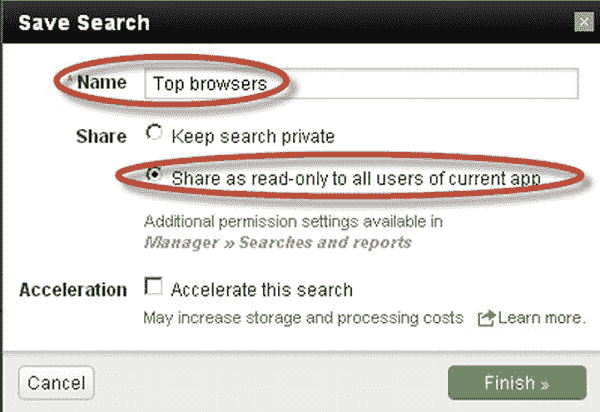 Save Search
*Name Top browsers
Share Keep search private
Share as read-only to all users of current app
Additional permission settings available in
Manager » Searches and reports
Acceleration Accelerate this search
May increase storage and processing costs Learn more.
Cancel Finish »